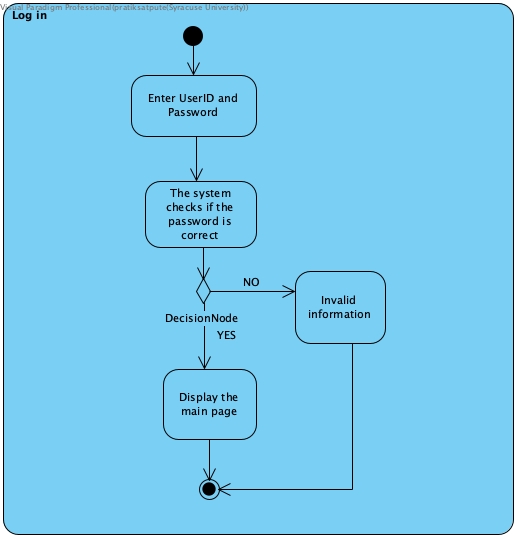 Visual Paradigm Professional(pratiksatpute(Syracuse University))
Log in
Enter UserID and
Password
The system
checks if the
password is
correct
NO
Invalid
information
DecisionNode
YES
Display the
main page